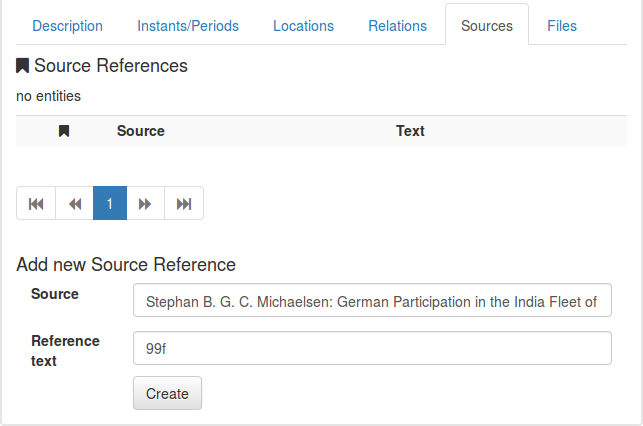 Description Instants/Periods Locations Relations Sources Files
Source References
no entities
Source Text
1
Add new Source Reference
Source Stephan B. G. C. Michaelsen: German Participation in the India Fleet of
Reference
text
99f
Create